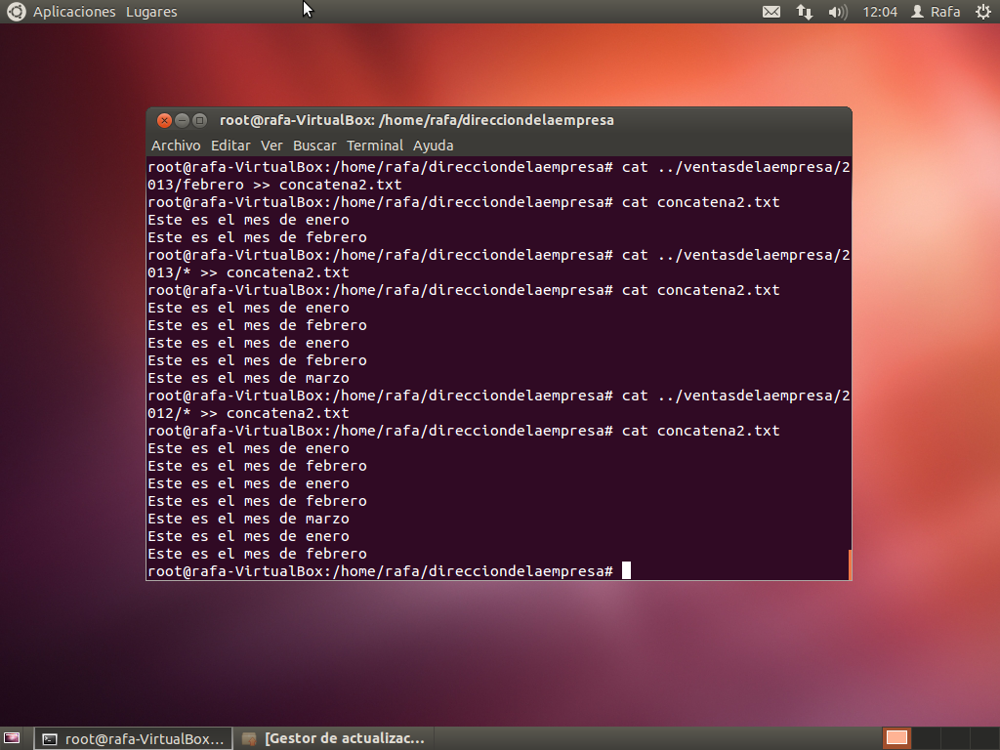 Aplicaciones Lugares 12:04 Rafa
root@rafa-VirtualBox: /home/rafa/direcciondelaempresa
Archivo Editar Ver Buscar Terminal Ayuda
root@rafa-VirtualBox:/home/rafa/direcciondelaempresa# cat ../ventasdelaempresa/2
013/febrero >> concatena2.txt
root@rafa-VirtualBox:/home/rafa/direcciondelaempresa# cat concatena2.txt
Este es el mes de enero
Este es el mes de febrero
root@rafa-VirtualBox:/home/rafa/direcciondelaempresa# cat ../ventasdelaempresa/2
013/* >> concatena2.txt
root@rafa-VirtualBox:/home/rafa/direcciondelaempresa# cat concatena2.txt
Este es el mes de enero
Este es el mes de febrero
Este es el mes de enero
Este es el mes de febrero
Este es el mes de marzo
root@rafa-VirtualBox:/home/rafa/direcciondelaempresa# cat ../ventasdelaempresa/2
012/* >> concatena2.txt
root@rafa-VirtualBox:/home/rafa/direcciondelaempresa# cat concatena2.txt
Este es el mes de enero
Este es el mes de febrero
Este es el mes de enero
Este es el mes de febrero
Este es el mes de marzo
Este es el mes de enero
Este es el mes de febrero
root@rafa-VirtualBox:/home/rafa/direcciondelaempresa#
root@rafa-VirtualBox... [Gestor de actualizac...